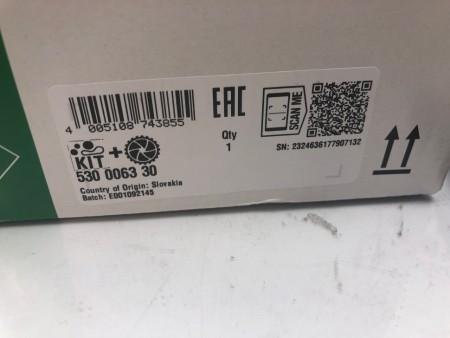 4 005108 743855
EAC
Qty
1
SCAN ME
SN: 2324636177907132
KIT +
530 0063 30
Country of Origin: Slovakia
Batch: E001092145